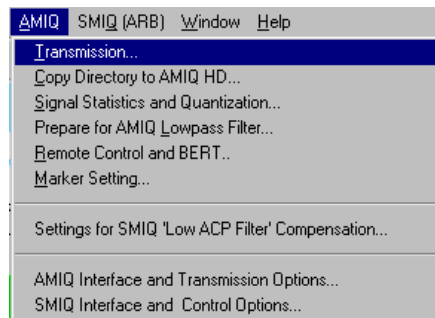 AMIQ SMIQ (ARB) Window Help
Transmission...
Copy Directory to AMIQ HD...
Signal Statistics and Quantization...
Prepare for AMIQ Lowpass Filter...
Remote Control and BERT..
Marker Setting...
Settings for SMIQ 'Low ACP Filter' Compensation...
AMIQ Interface and Transmission Options...
SMIQ Interface and Control Options...